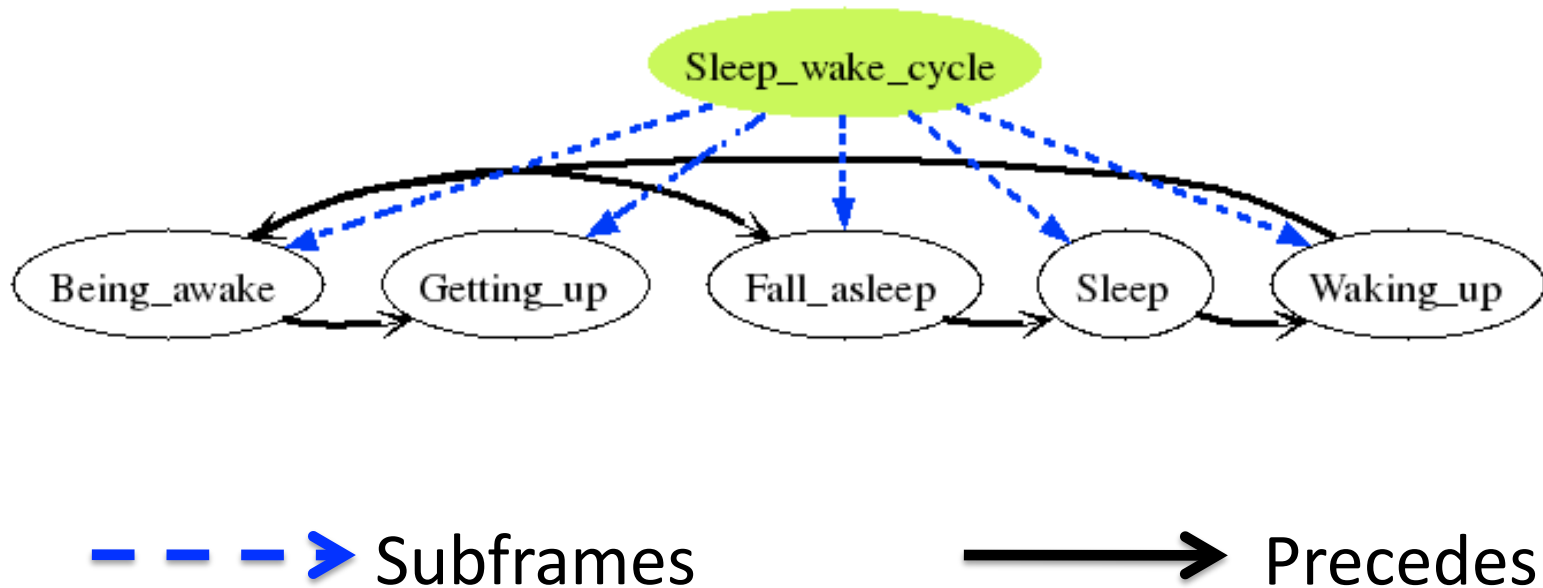 Sleep_wake_cycle
Being_awake
Getting_up
Fall_asleep
Sleep
Waking_up
Subframes
Precedes